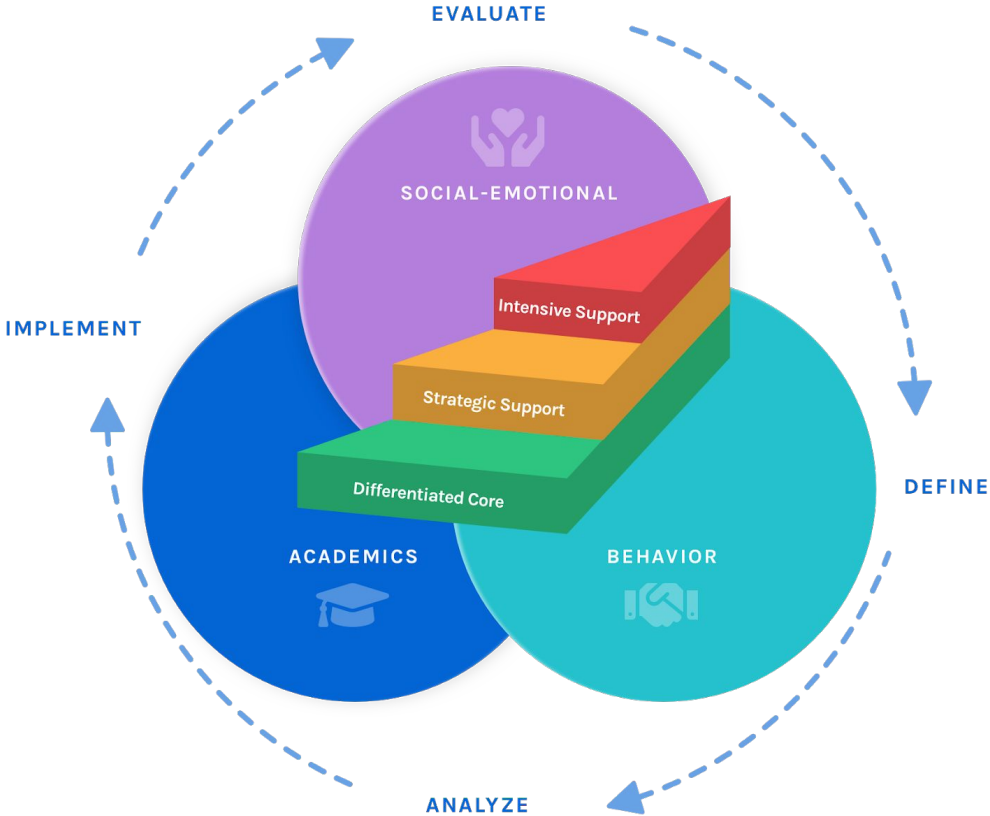 EVALUATE
SOCIAL-EMOTIONAL
Intensive Support
IMPLEMENT
Strategic Support
DEFINE
Differentiated Core
ACADEMICS
BEHAVIOR
ANALYZE